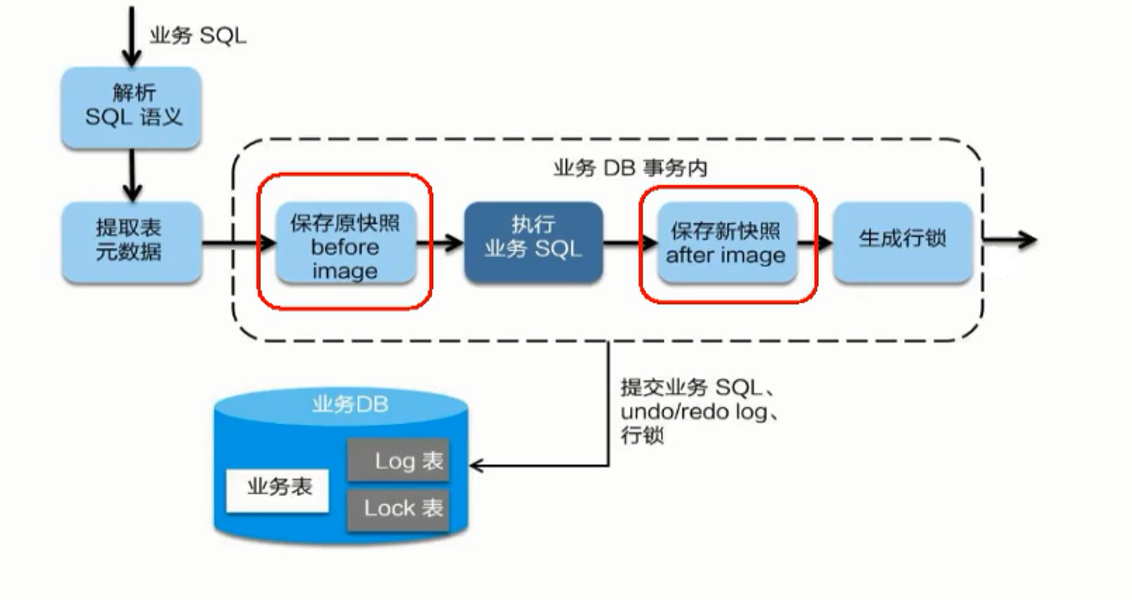 业务 SQL
解析
SQL 语义
提取表
元数据
业务 DB 事务内
保存原快照
before
image
执行
业务 SQL
保存新快照
after image
生成行锁
提交业务 SQL、
undo/redo log、
行锁
业务DB
业务表
Log 表
Lock 表